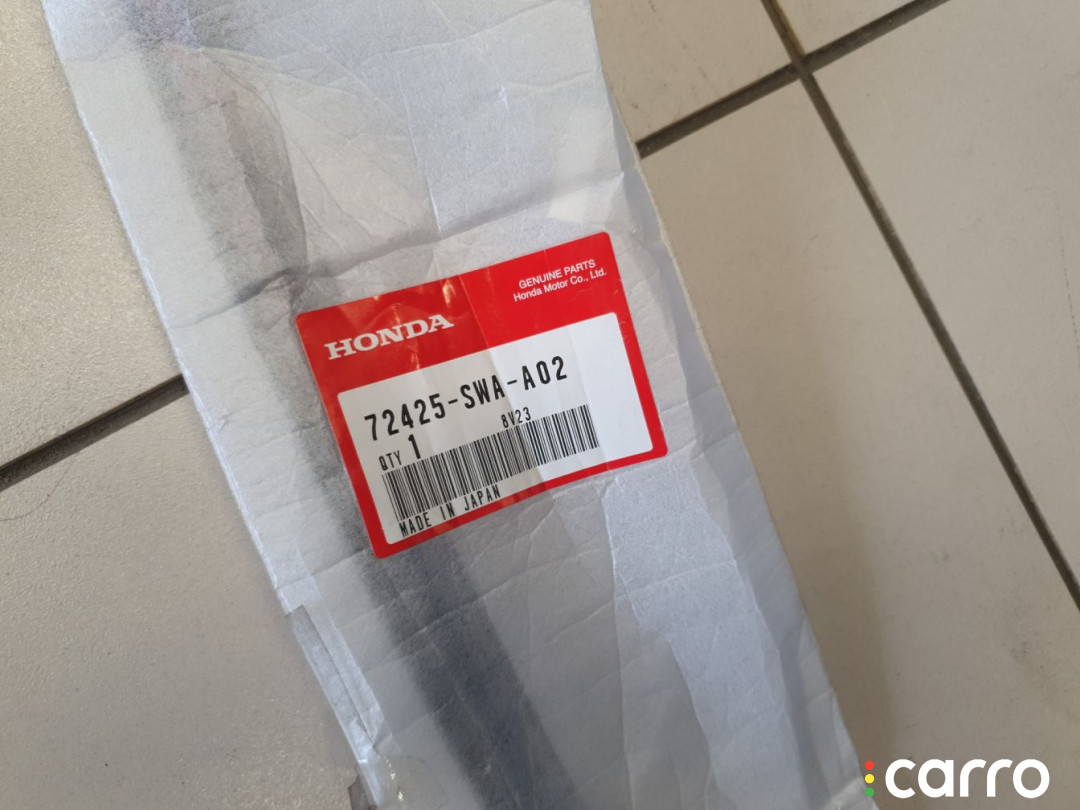 HONDA
GENUINE PARTS
Honda Motor Co., Ltd.
72425-SWA-A02
8V23
QTY 1
MADE IN JAPAN
carro